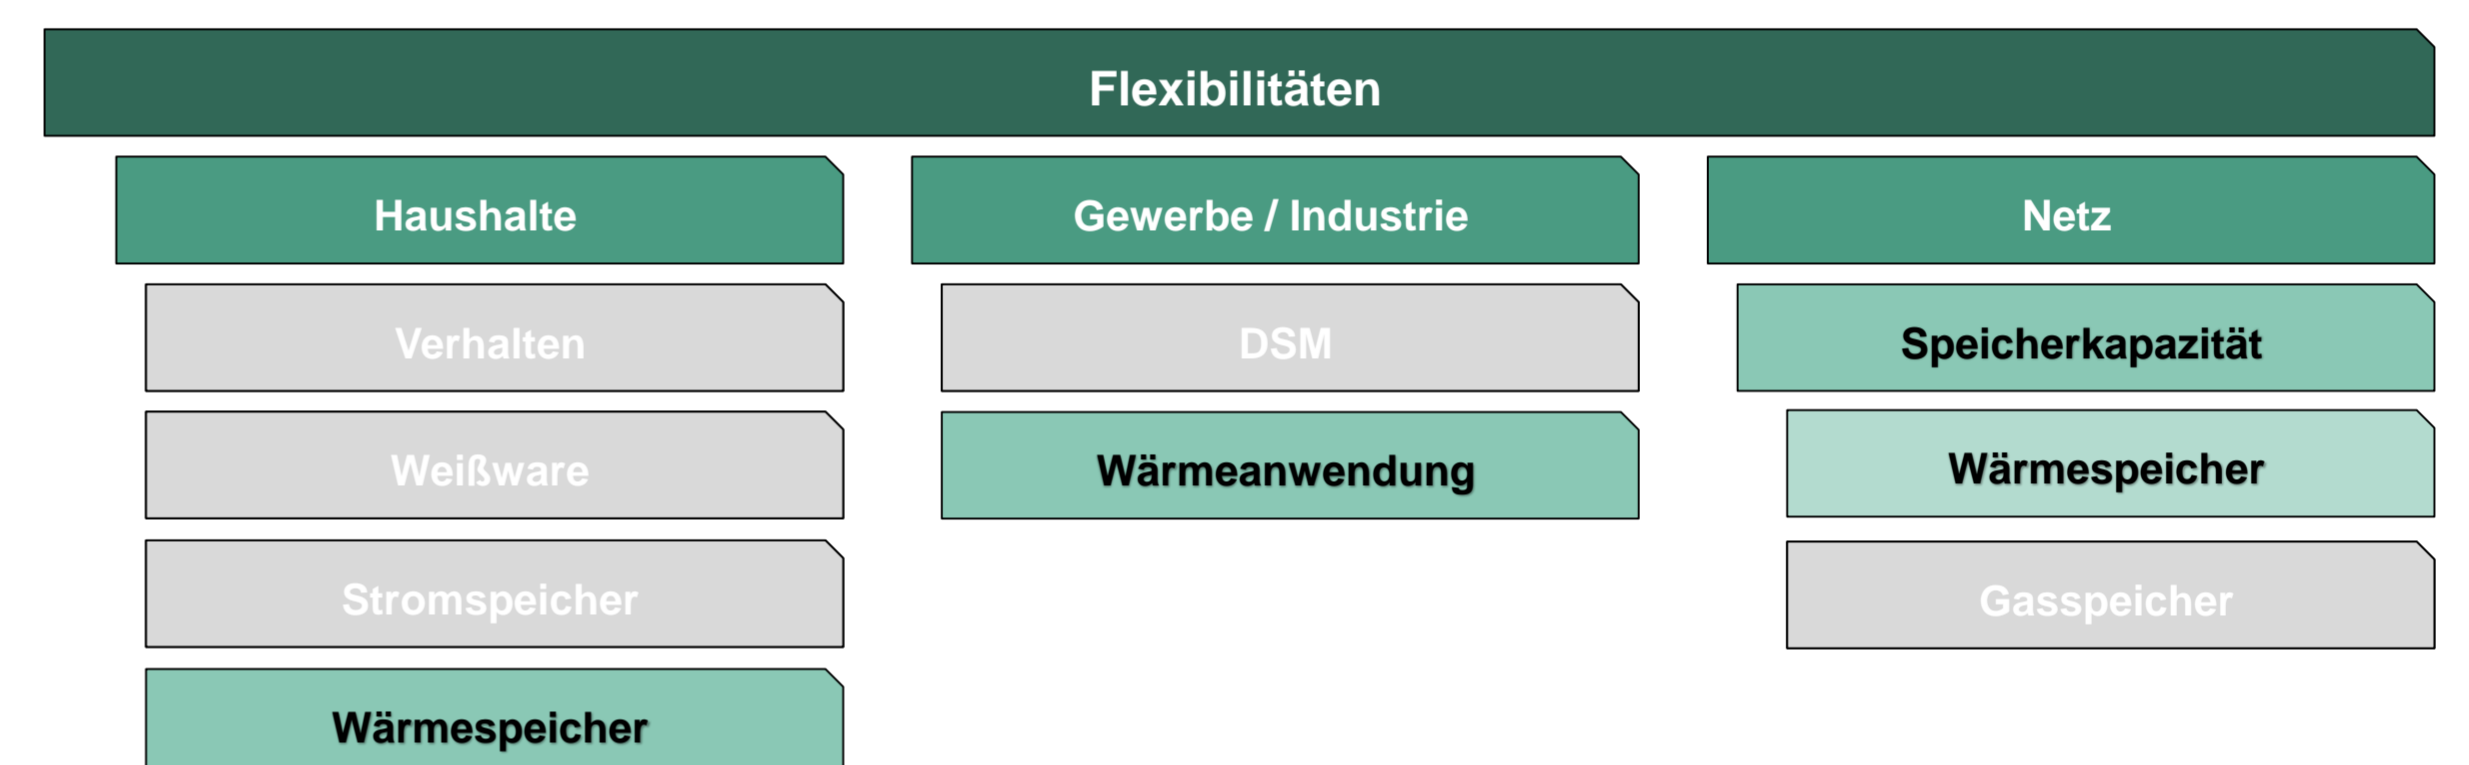 Flexibilitäten
Haushalte
Verhalten
Weißware
Stromspeicher
Wärmespeicher
Gewerbe / Industrie
DSM
Wärmeanwendung
Netz
Speicherkapazität
Wärmespeicher
Gasspeicher